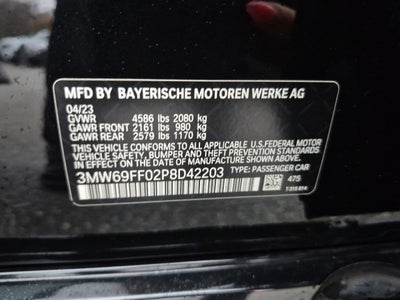 MFD BY BAYERISCHE MOTOREN WERKE AG
04/23
GVWR 4586 lbs 2080 kg
GAWR FRONT 2161 lbs 980 kg
GAWR REAR 2579 lbs 1170 kg
THIS VEHICLE CONFORMS TO ALL APPLICABLE U.S.FEDERAL MOTOR
VEHICLE SAFETY, BUMPER, AND THEFT PREVENTION STANDARDS
IN EFFECT ON THE DATE OF MANUFACTURE SHOWN ABOVE.
3MW69FF02P8D42203 TYPE: PASSENGER CAR
475